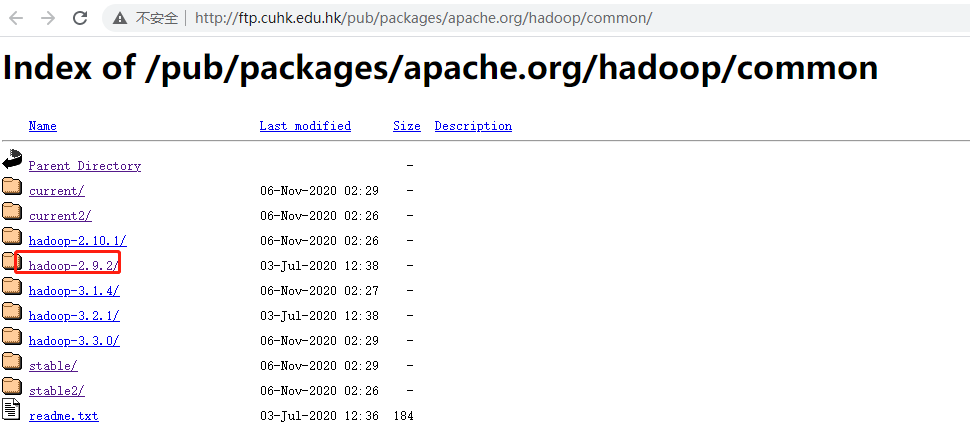 不安全 | http://ftp.cuhk.edu.hk/pub/packages/apache.org/hadoop/common/
Index of /pub/packages/apache.org/hadoop/common
Name Last modified Size Description
Parent Directory -
current/ 06-Nov-2020 02:29 -
current2/ 06-Nov-2020 02:26 -
hadoop-2.10.1/ 06-Nov-2020 02:26 -
hadoop-2.9.2/ 03-Jul-2020 12:38 -
hadoop-3.1.4/ 06-Nov-2020 02:27 -
hadoop-3.2.1/ 03-Jul-2020 12:38 -
hadoop-3.3.0/ 06-Nov-2020 02:29 -
stable/ 06-Nov-2020 02:29 -
stable2/ 06-Nov-2020 02:26 -
readme.txt 03-Jul-2020 12:36 184